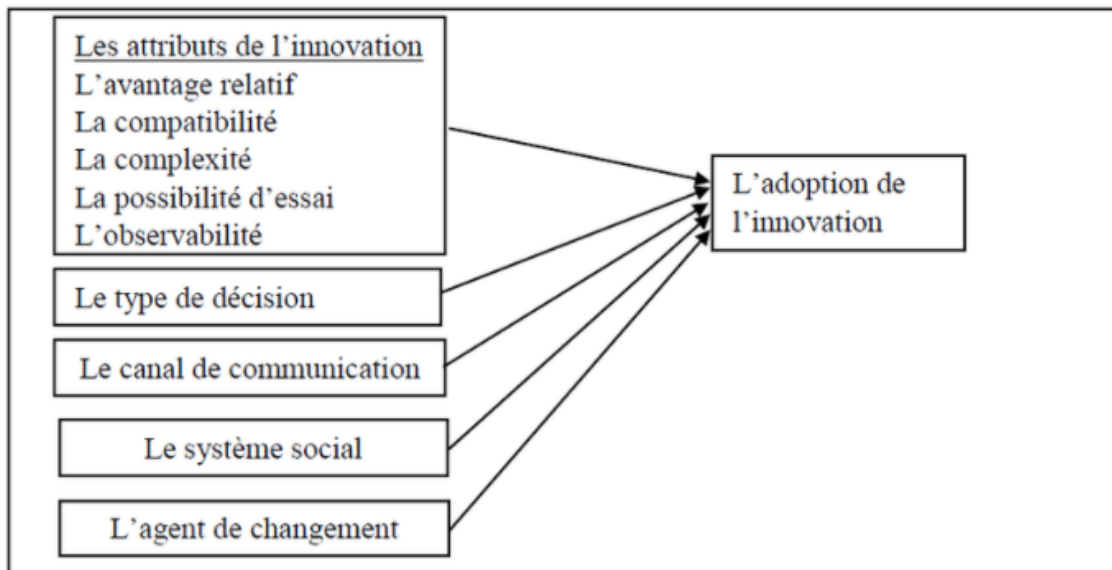 Les attributs de l’innovation
L’avantage relatif
La compatibilité
La complexité
La possibilité d’essai
L’observabilité
Le type de décision
Le canal de communication
Le système social
L’agent de changement
L’adoption de
l’innovation